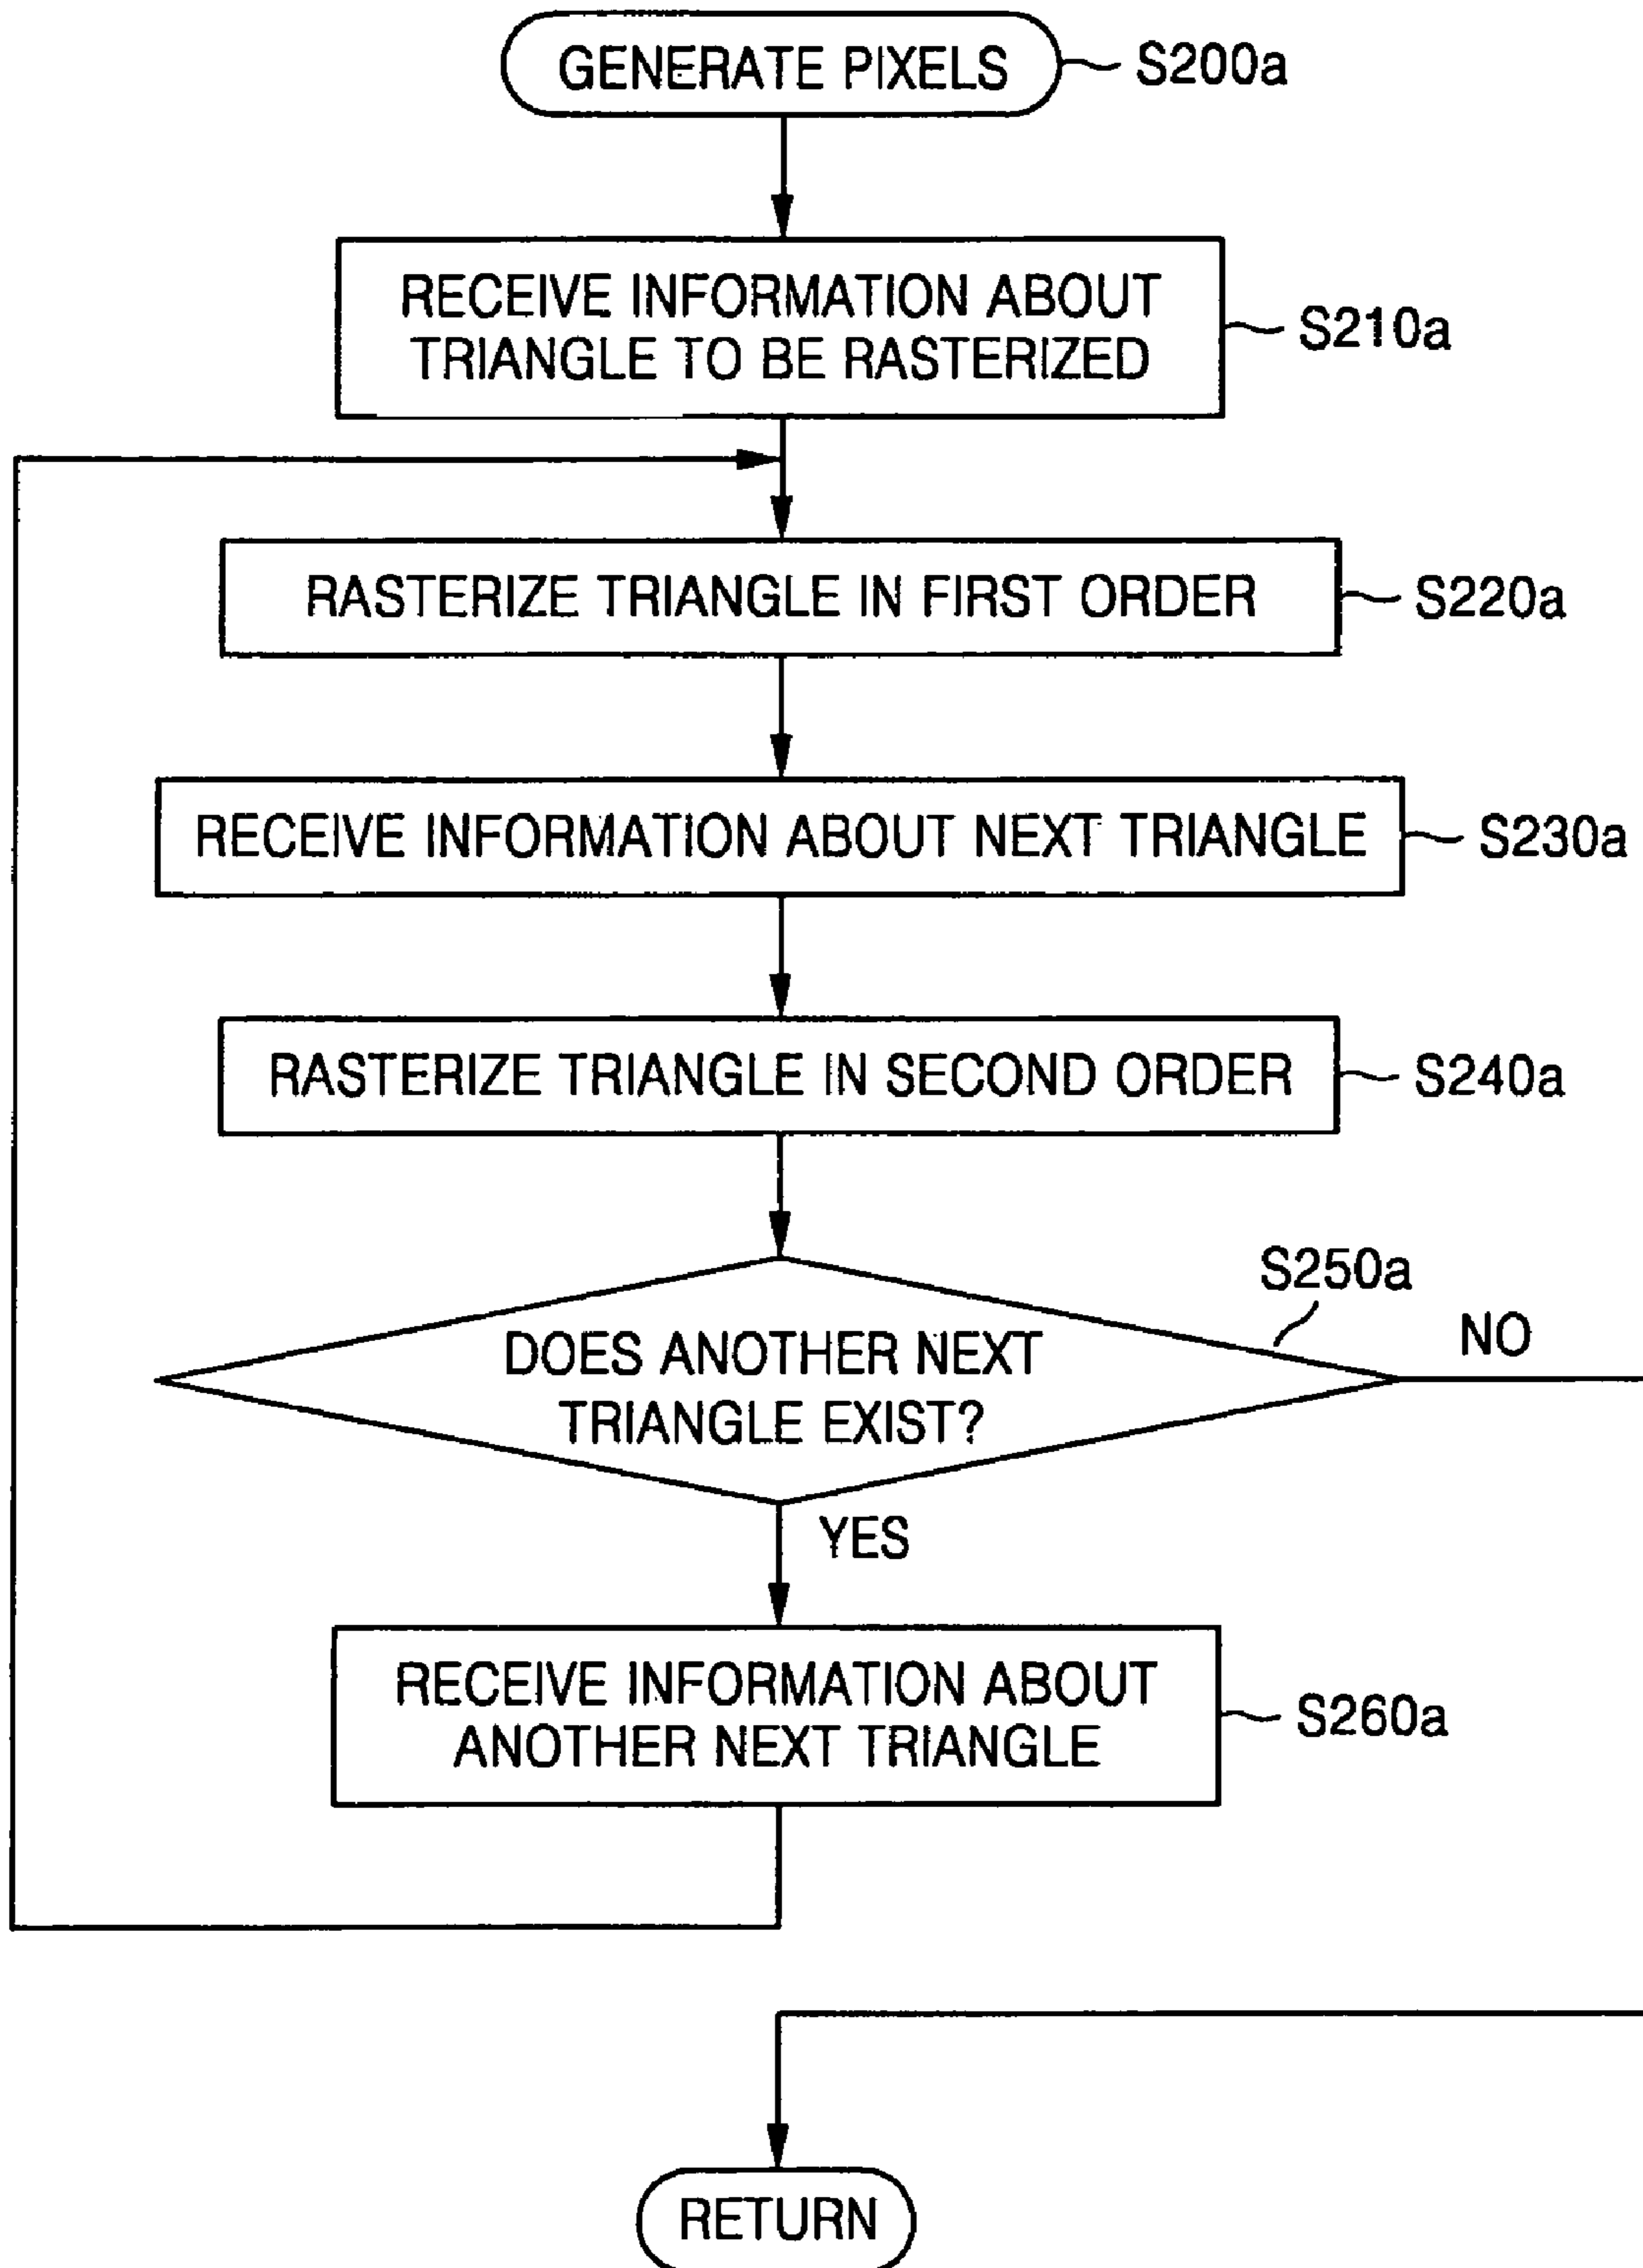 GENERATE PIXELS
S200a
RECEIVE INFORMATION ABOUT
TRIANGLE TO BE RASTERIZED
S210a
RASTERIZE TRIANGLE IN FIRST ORDER
S220a
RECEIVE INFORMATION ABOUT NEXT TRIANGLE
S230a
RASTERIZE TRIANGLE IN SECOND ORDER
S240a
S250a
NO
DOES ANOTHER NEXT
TRIANGLE EXIST?
YES
RECEIVE INFORMATION ABOUT
ANOTHER NEXT TRIANGLE
S260a
RETURN